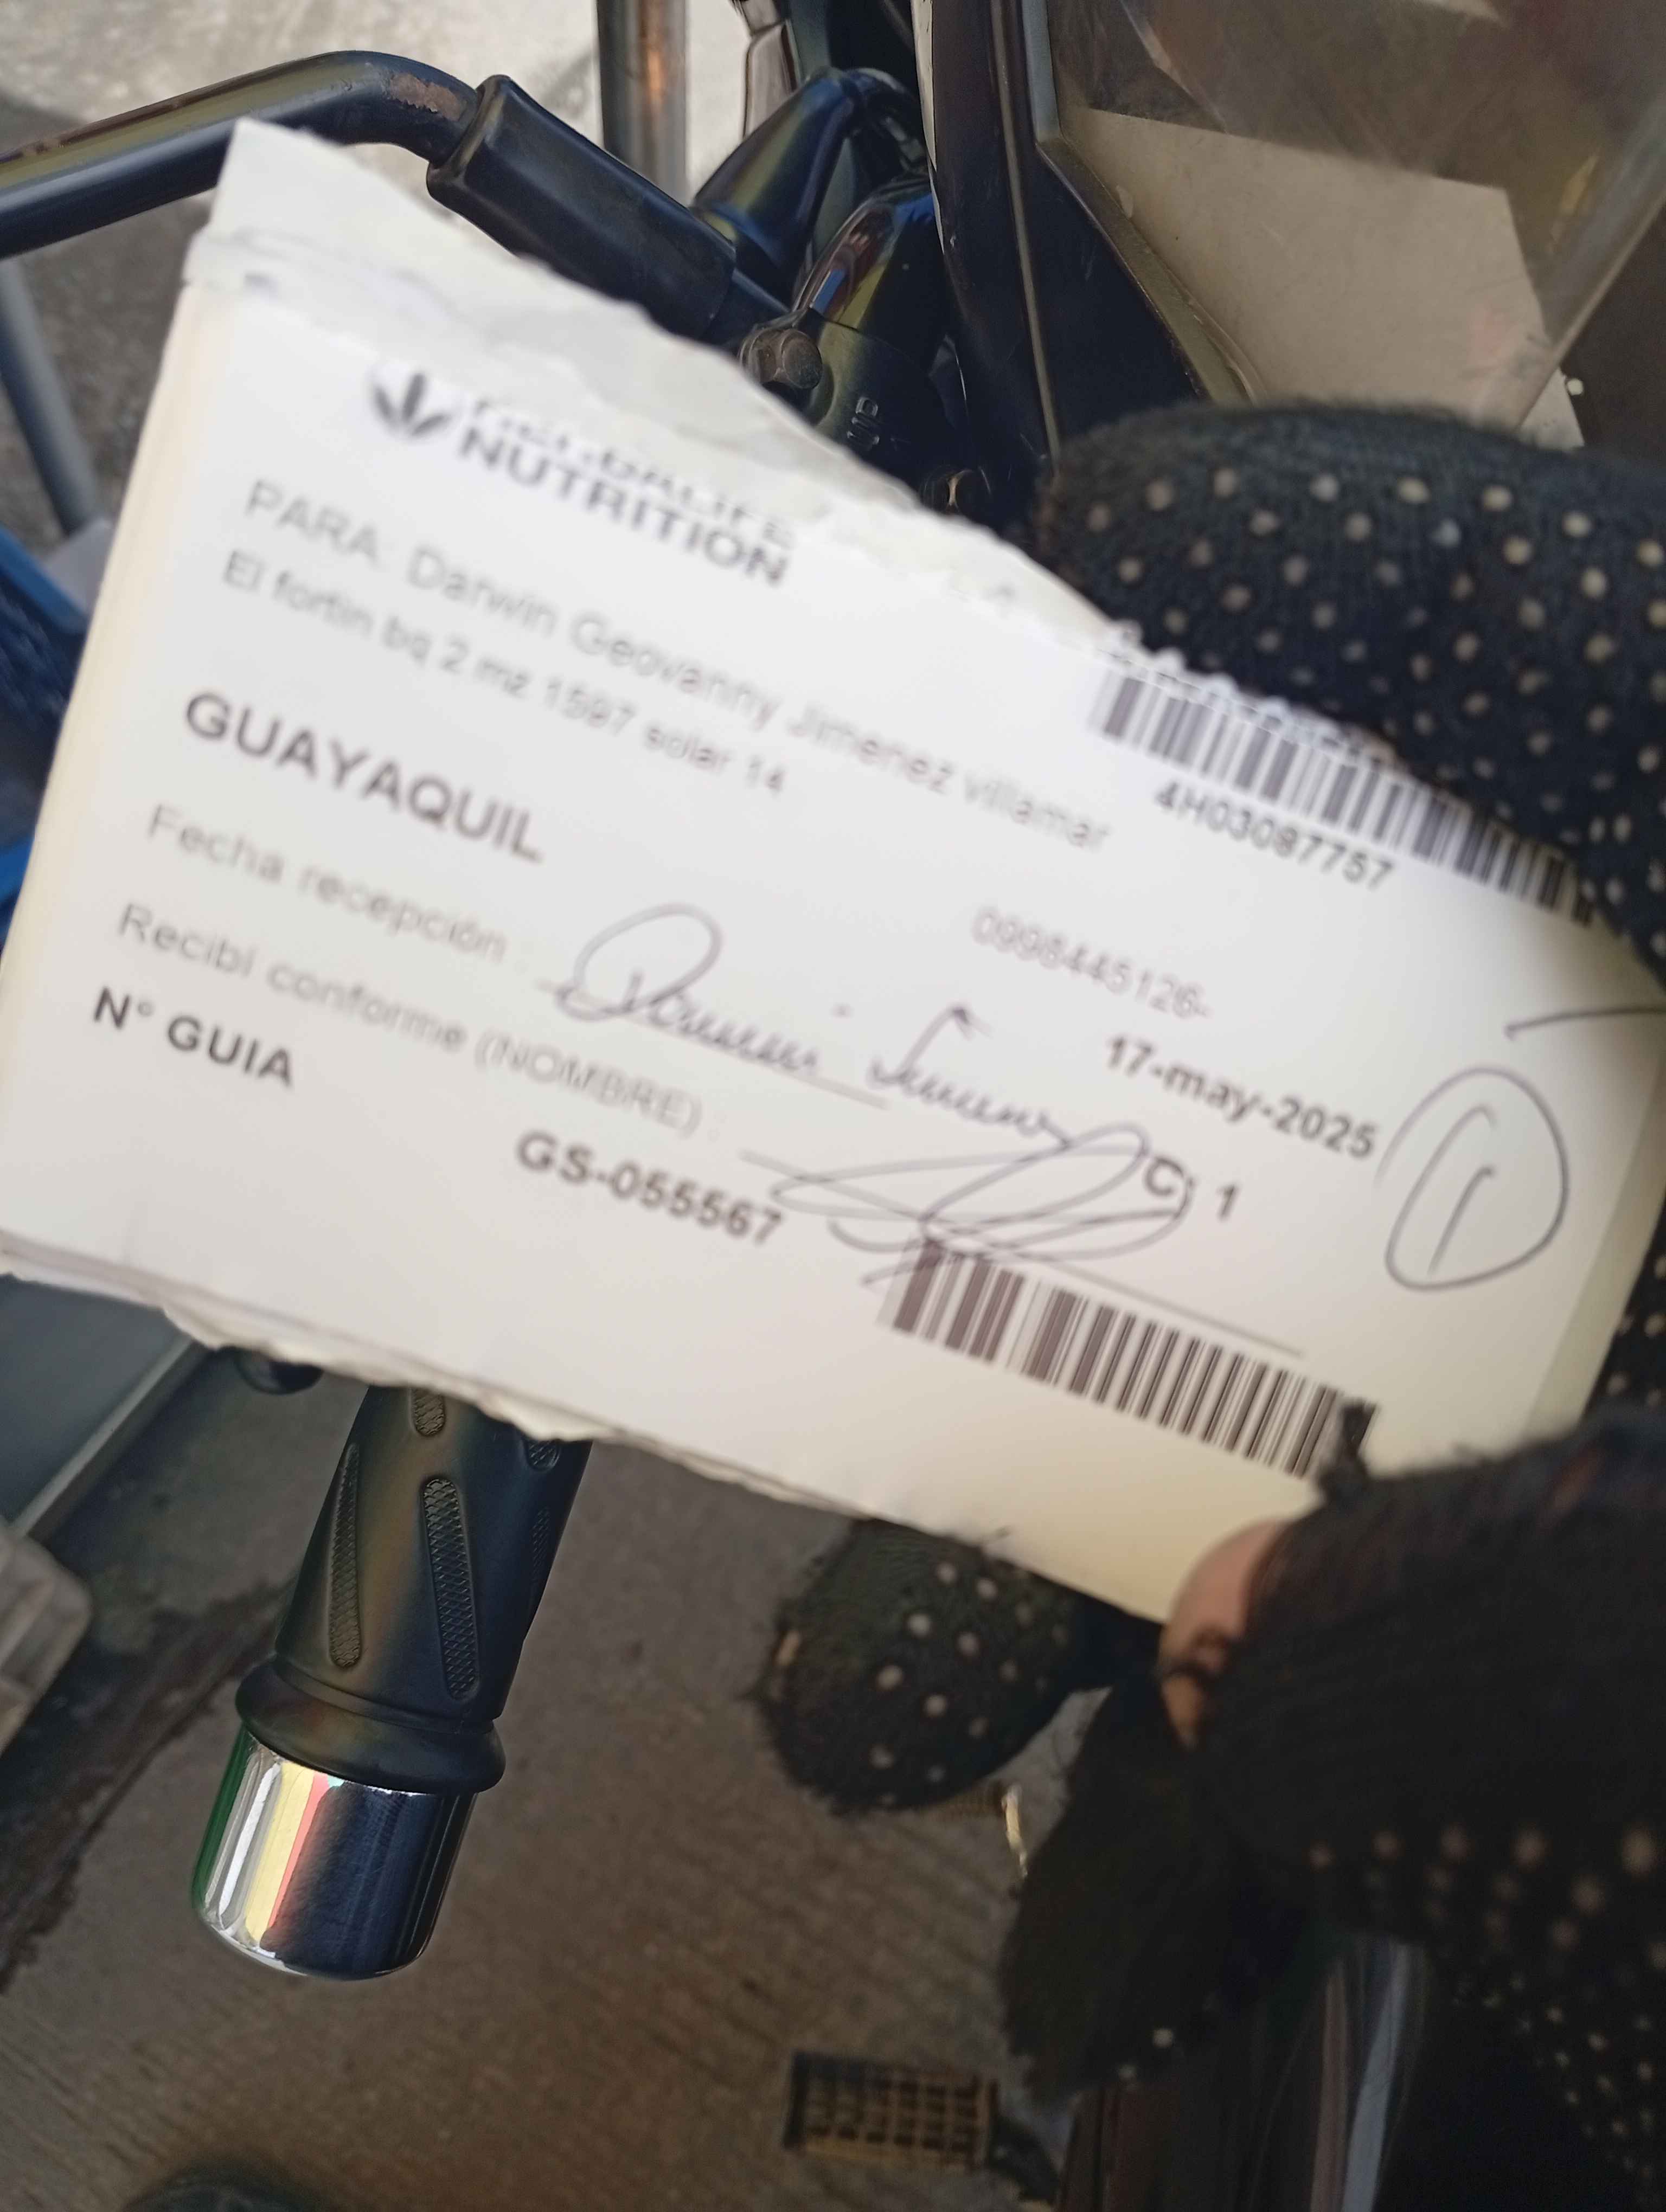 HERBALIFE
NUTRITION
4H03087757
PARA: Darwin Geovanny Jimenez villamar
El fortin bq 2 mz 1597 solar 14
0998445126-
GUAYAQUIL
17-may-2025
Fecha recepción :
Recibí conforme (NOMBRE) :
C: 1
N° GUIA
GS-055567